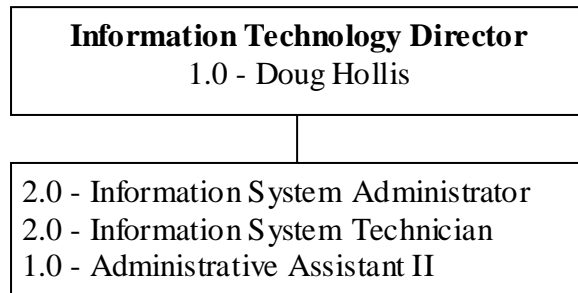 Information Technology Director
1.0 - Doug Hollis
2.0 - Information System Administrator
2.0 - Information System Technician
1.0 - Administrative Assistant II